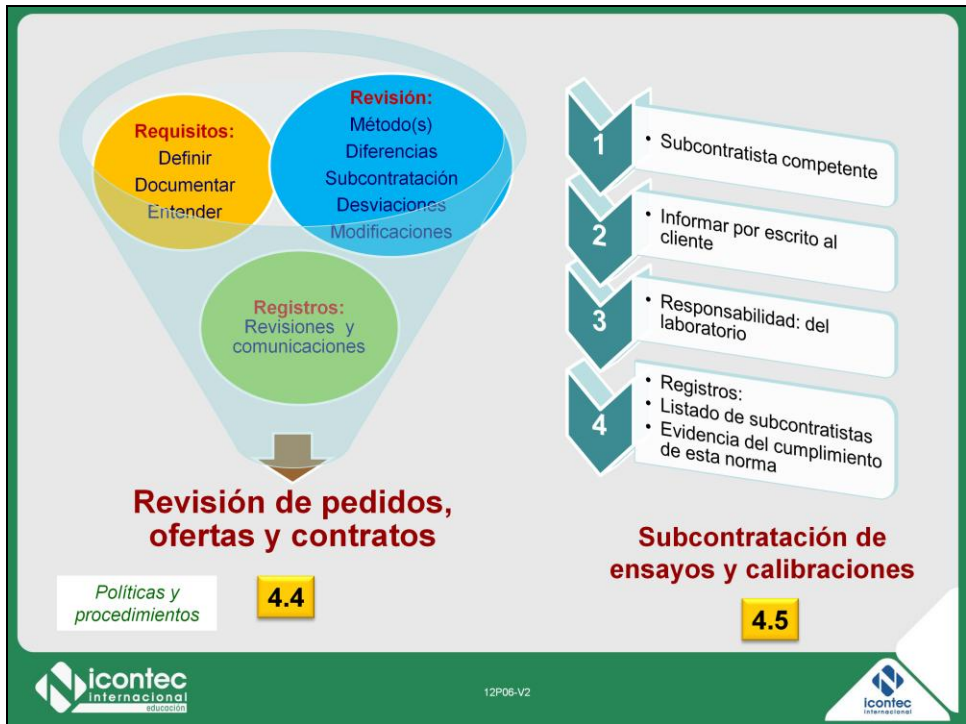 Requisitos:
Definir
Documentar
Entender
Revisión:
Método(s)
Diferencias
Subcontratación
Desviaciones
Modificaciones
Registros:
Revisiones y
comunicaciones
Revisión de pedidos,
ofertas y contratos
Políticas y
procedimientos
4.4
1
• Subcontratista competente
2
• Informar por escrito al
cliente
3
• Responsabilidad: del
laboratorio
4
• Registros:
• Listado de subcontratistas
• Evidencia del cumplimiento
de esta norma
Subcontratación de
ensayos y calibraciones
4.5
icontec
internacional
educación
12P06-V2
icontec
internacional